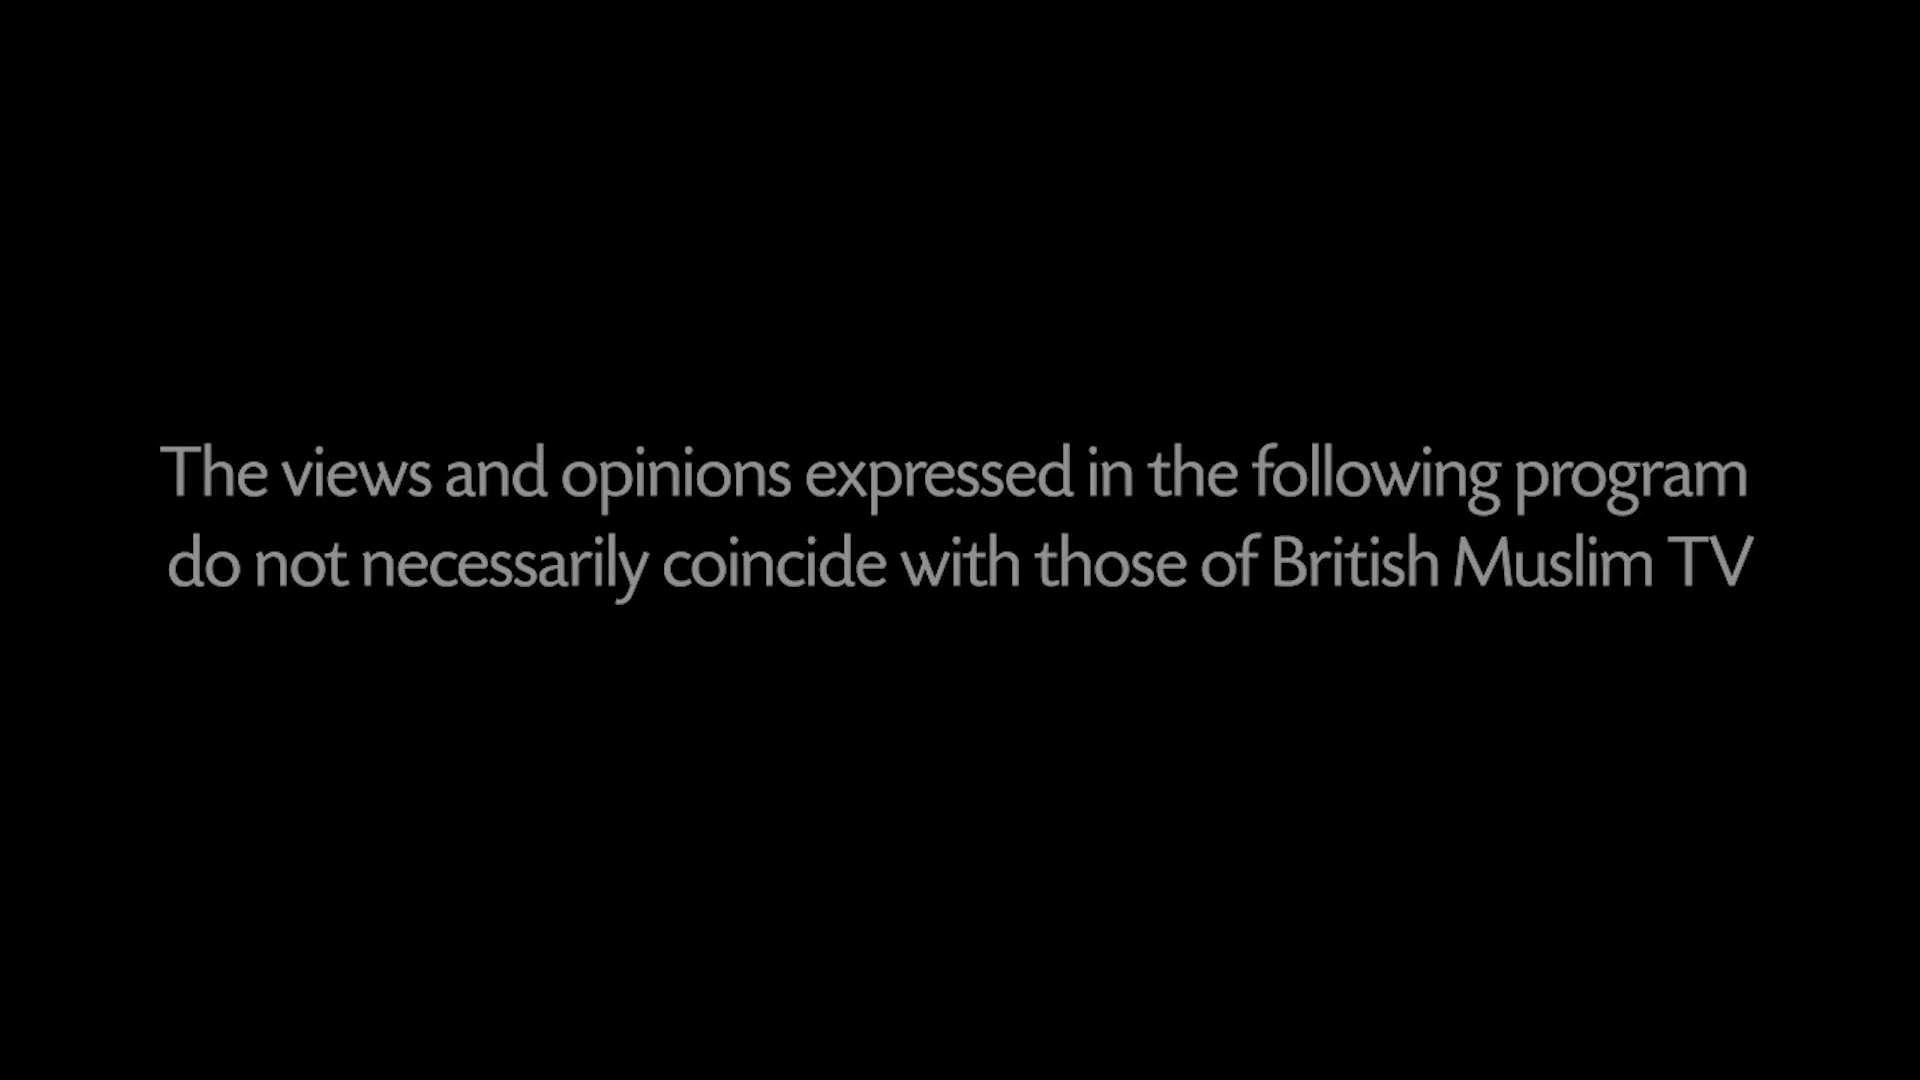 The views and opinions expressed in the following program
do not necessarily coincide with those of British Muslim TV